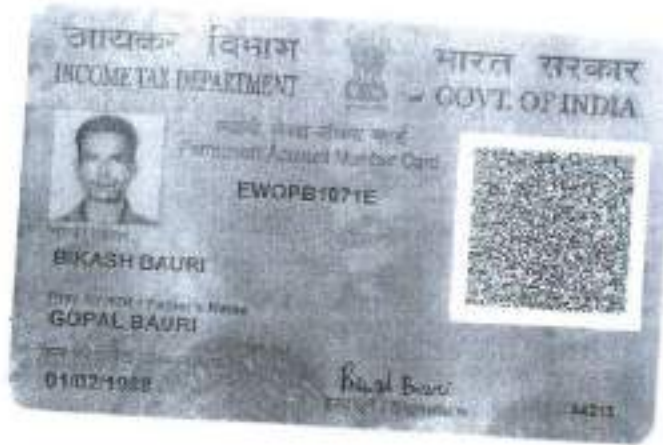 आयकर विभाग
INCOME TAX DEPARTMENT
भारत सरकार
GOVT. OF INDIA
Permanent Account Number Card
EWOPB1071E
BIKASH BAURI
Father's Name
GOPAL BAURI
Signature